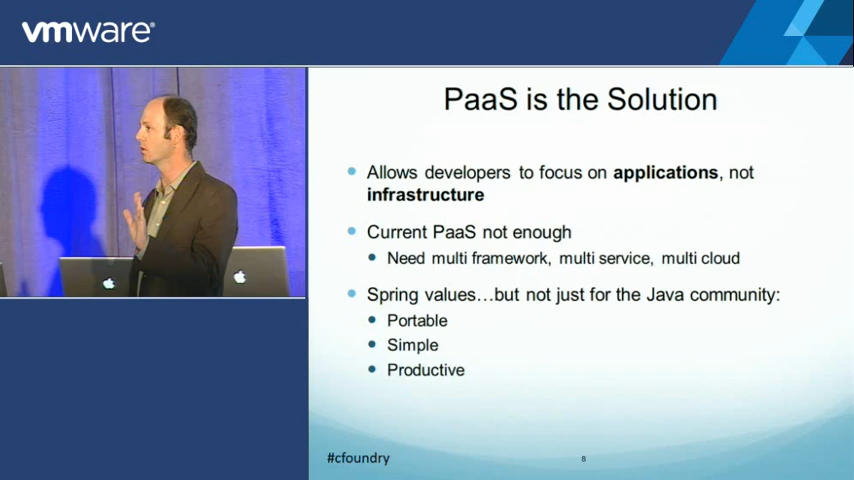 vmware®
PaaS is the Solution
Allows developers to focus on applications, not
infrastructure
Current PaaS not enough
Need multi framework, multi service, multi cloud
Spring values…but not just for the Java community:
Portable
Simple
Productive
#cfoundry
8